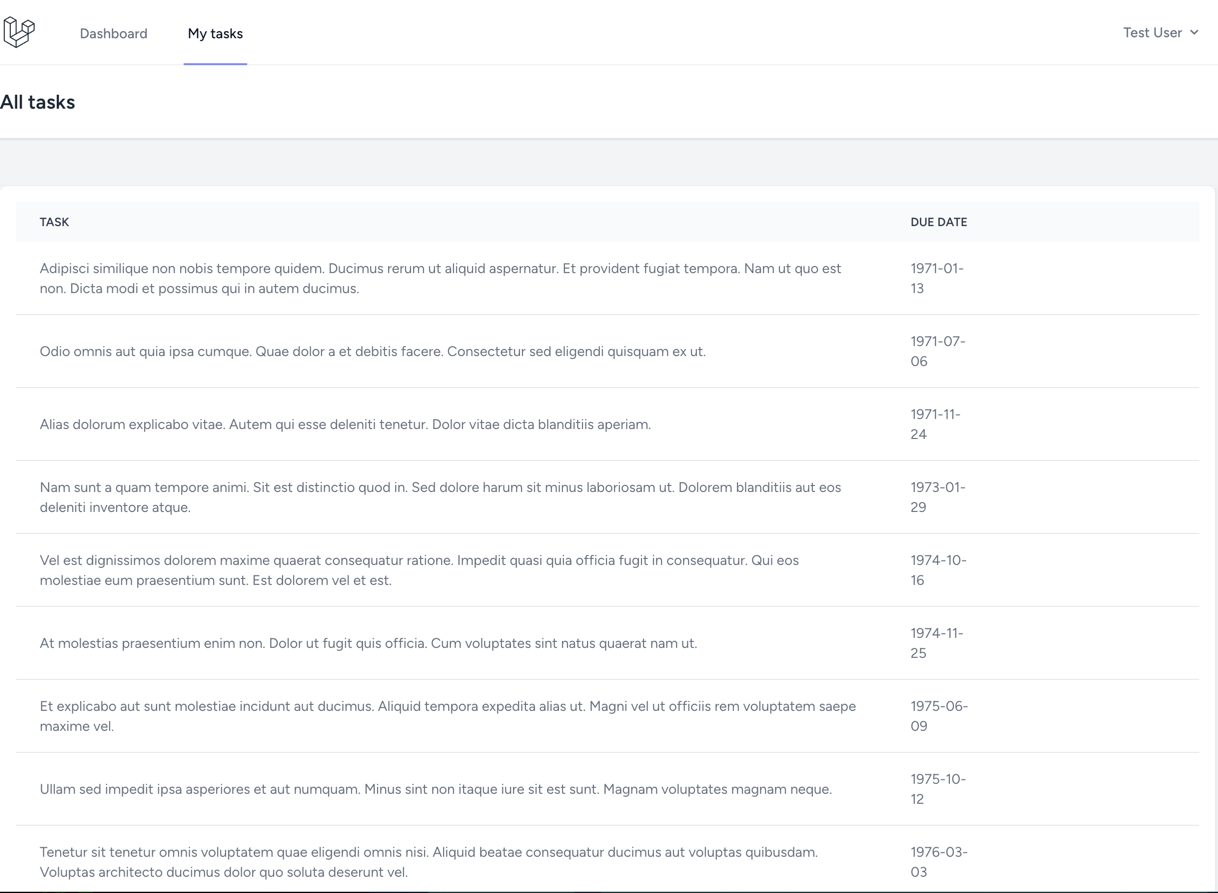 Dashboard
My tasks
Test User
All tasks
TASK
DUE DATE
Adipisci similique non nobis tempore quidem. Ducimus rerum ut aliquid aspernatur. Et provident fugiat tempora. Nam ut quo est
non. Dicta modi et possimus qui in autem ducimus.
1971-01-
13
Odio omnis aut quia ipsa cumque. Quae dolor a et debitis facere. Consectetur sed eligendi quisquam ex ut.
1971-07-
06
Alias dolorum explicabo vitae. Autem qui esse deleniti tenetur. Dolor vitae dicta blanditiis aperiam.
1971-11-
24
Nam sunt a quam tempore animi. Sit est distinctio quod in. Sed dolore harum sit minus laboriosam ut. Dolorem blanditiis aut eos
deleniti inventore atque.
1973-01-
29
Vel est dignissimos dolorem maxime quaerat consequatur ratione. Impedit quasi quia officia fugit in consequatur. Qui eos
molestiae eum praesentium sunt. Est dolorem vel et est.
1974-10-
16
At molestias praesentium enim non. Dolor ut fugit quis officia. Cum voluptates sint natus quaerat nam ut.
1974-11-
25
Et explicabo aut sunt molestiae incidunt aut ducimus. Aliquid tempora expedita alias ut. Magni vel ut officiis rem voluptatem saepe
maxime vel.
1975-06-
09
Ullam sed impedit ipsa asperiores et aut numquam. Minus sint non itaque iure sit est sunt. Magnam voluptates magnam neque.
1975-10-
12
Tenetur sit tenetur omnis voluptatem quae eligendi omnis nisi. Aliquid beatae consequatur ducimus aut voluptas quibusdam.
Voluptas architecto ducimus dolor quo soluta deserunt vel.
1976-03-
03